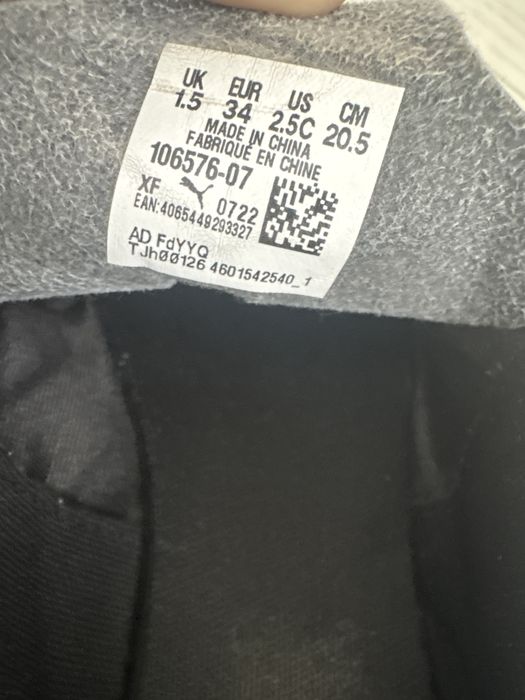 UK EUR US CM
1.5 34 2.5C 20.5
MADE IN CHINA
FABRIQUÉ EN CHINE
106576-07
XF 0722
EAN:4065449293327
AD FdYYQ
TJh00126 4601542540_1